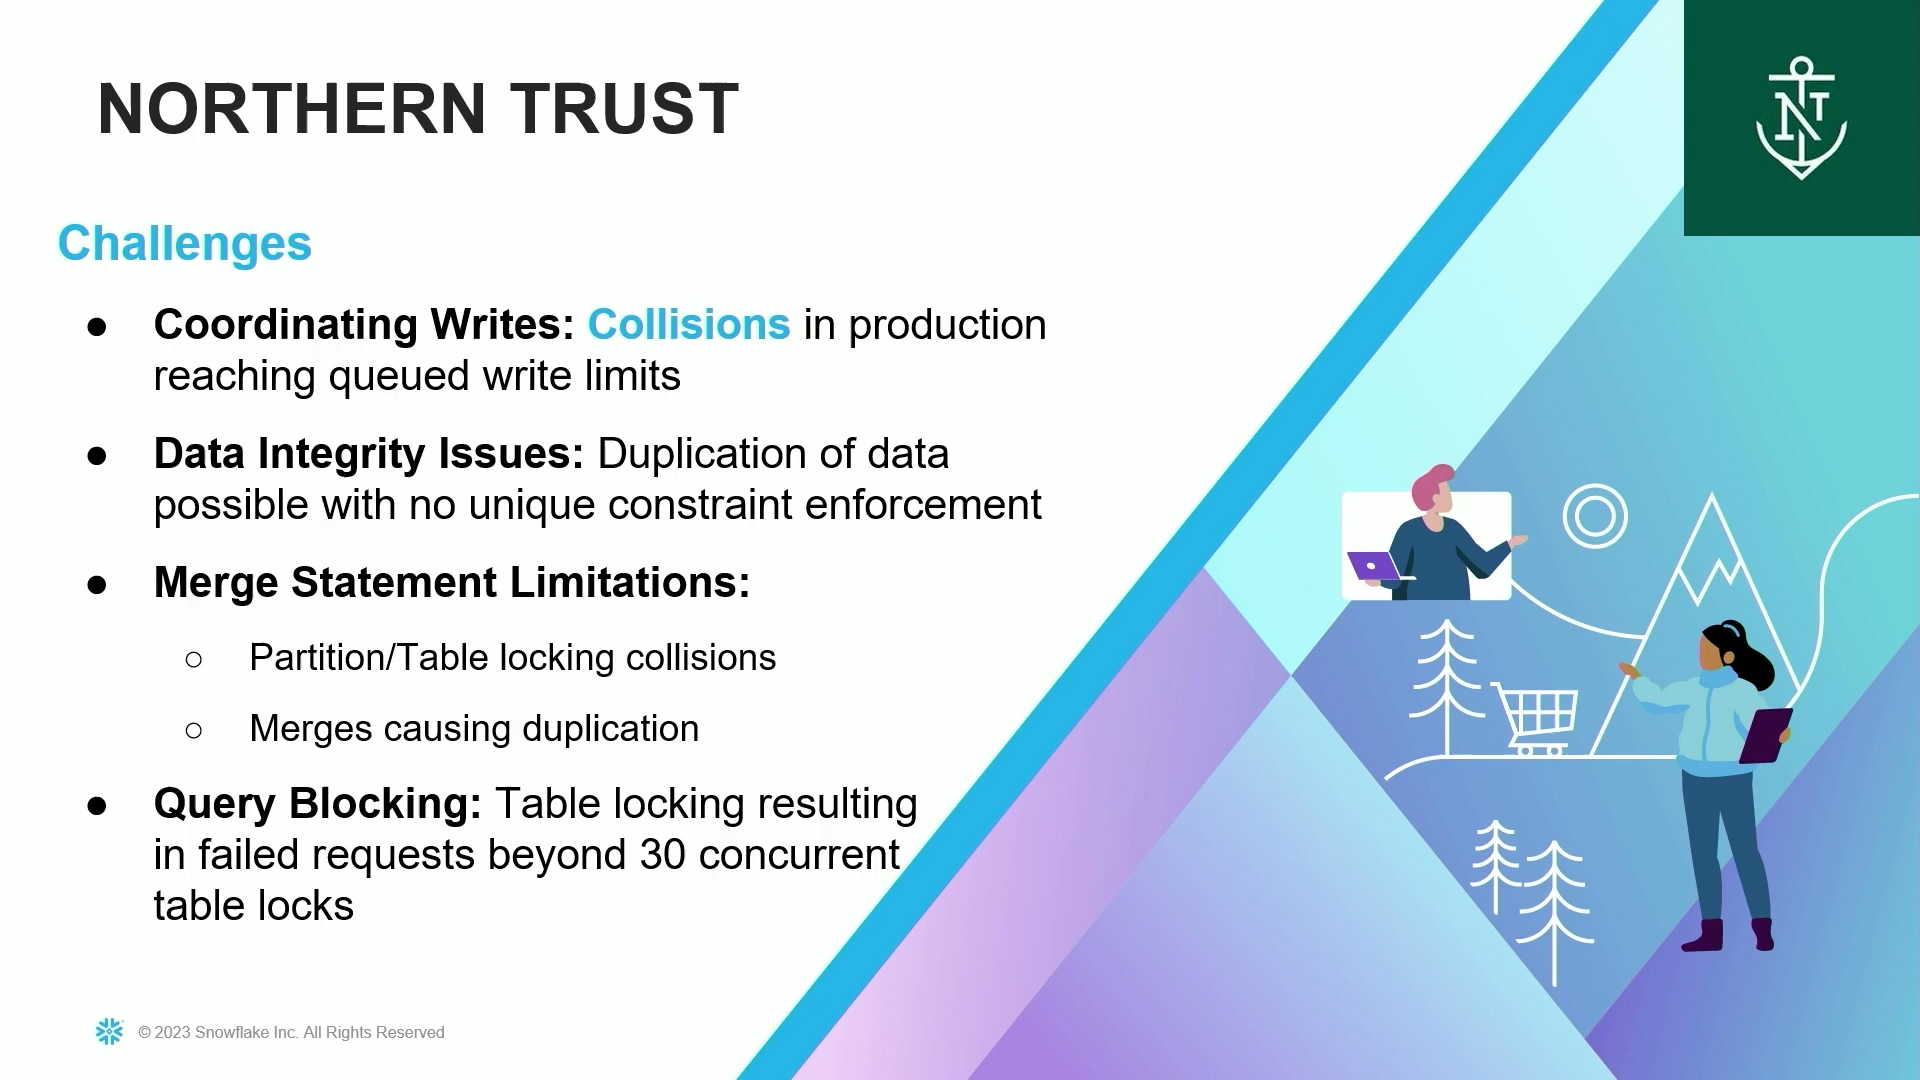 NORTHERN TRUST
Challenges
● Coordinating Writes: Collisions in production
reaching queued write limits
● Data Integrity Issues: Duplication of data
possible with no unique constraint enforcement
● Merge Statement Limitations:
○ Partition/Table locking collisions
○ Merges causing duplication
● Query Blocking: Table locking resulting
in failed requests beyond 30 concurrent
table locks
© 2023 Snowflake Inc. All Rights Reserved
NT